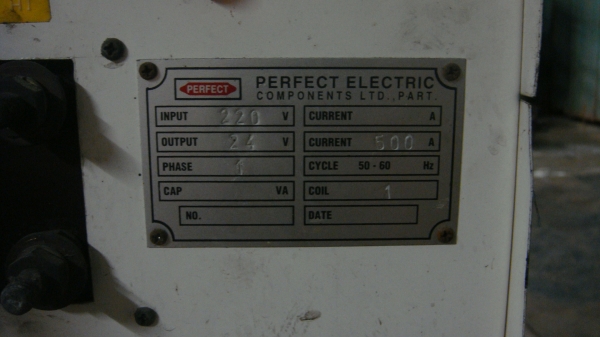 PERFECT
PERFECT ELECTRIC
COMPONENTS LTD., PART.
INPUT 220 V CURRENT A
OUTPUT 24 V CURRENT 500 A
PHASE 1 CYCLE 50 - 60 Hz
CAP VA COIL 1
NO. DATE